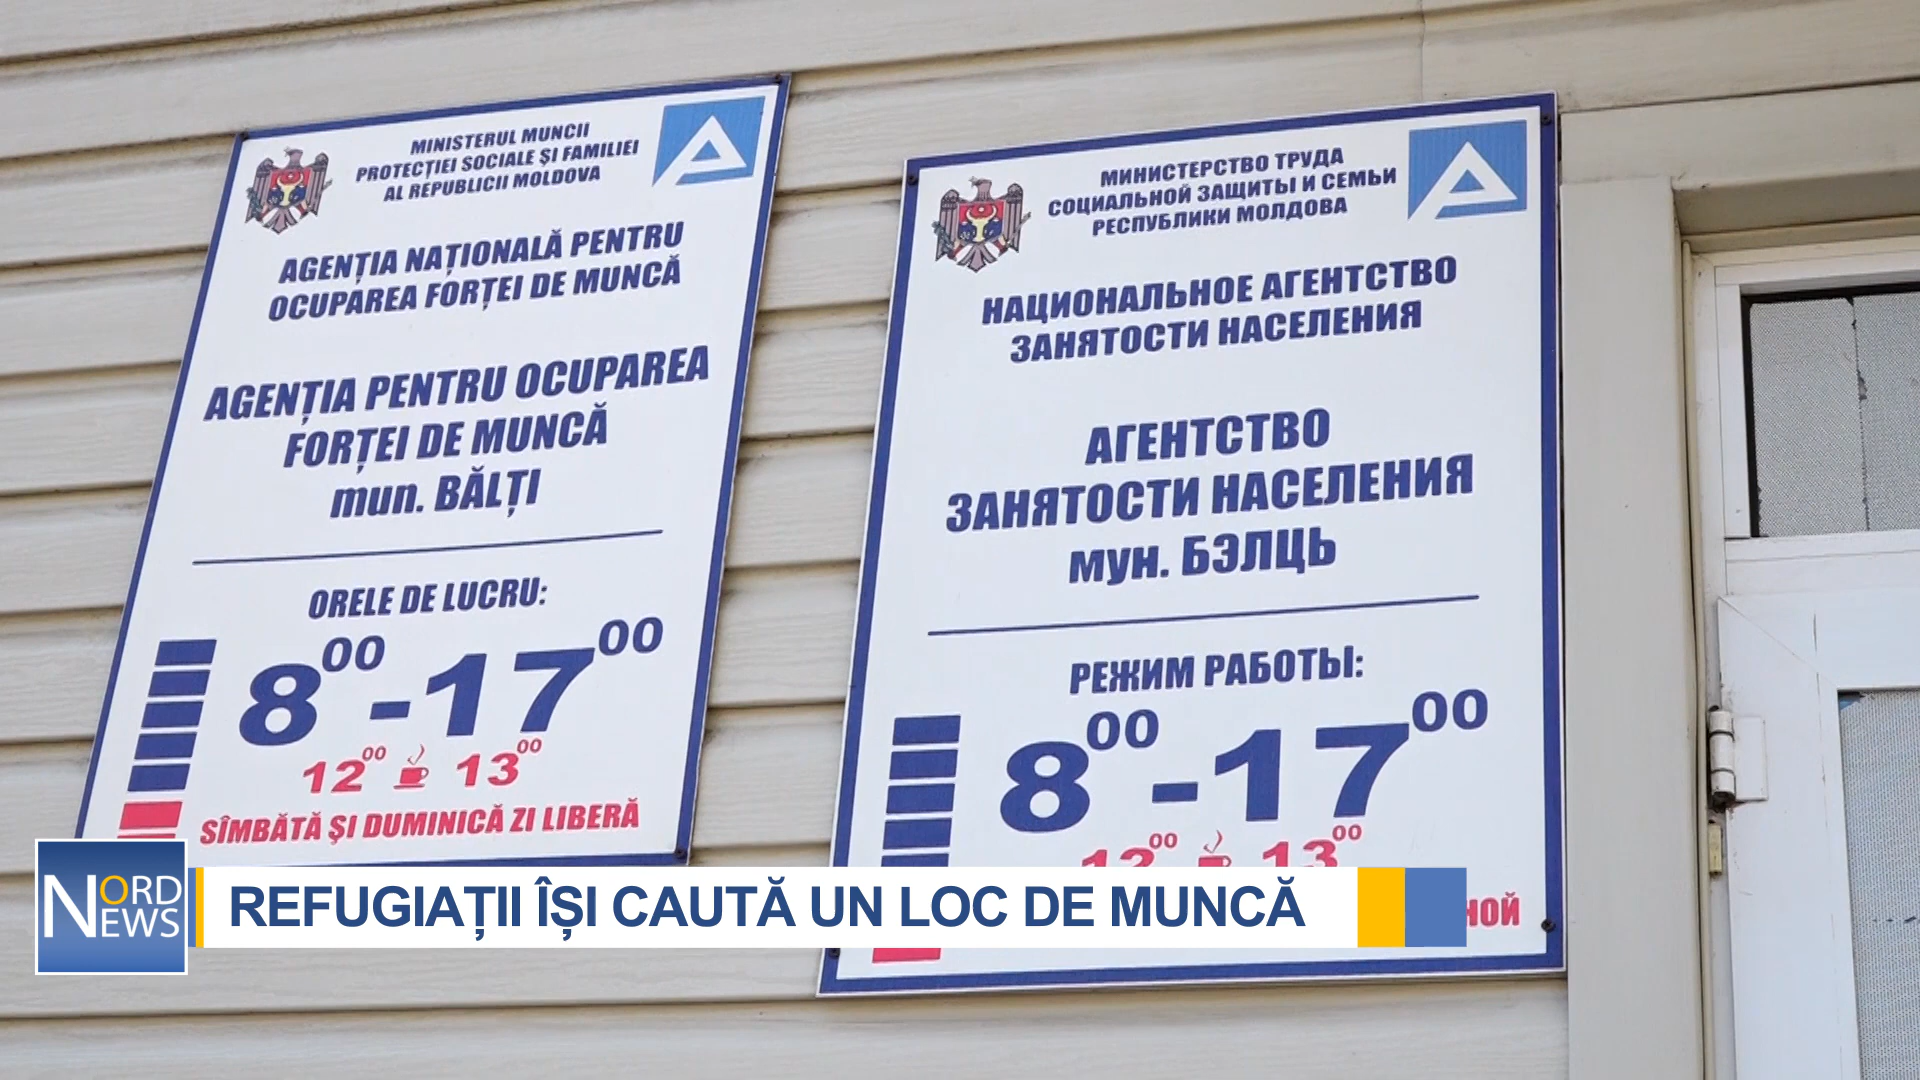 MINISTERUL MUNCII
PROTECȚIEI SOCIALE ŞI FAMILIEI
AL REPUBLICII MOLDOVA
AGENȚIA NAȚIONALĂ PENTRU
OCUPAREA FORȚEI DE MUNCĂ
AGENȚIA PENTRU OCUPAREA
FORȚEI DE MUNCĂ
mun. BĂLȚI
ORELE DE LUCRU:
8⁰⁰-17⁰⁰
12⁰⁰ 13⁰⁰
SÎMBĂTĂ ŞI DUMINICĂ ZI LIBERĂ
МИНИСТЕРСТВО ТРУДА
СОЦИАЛЬНОЙ ЗАЩИТЫ И СЕМЬИ
РЕСПУБЛИКИ МОЛДОВА
НАЦИОНАЛЬНОЕ АГЕНТСТВО
ЗАНЯТОСТИ НАСЕЛЕНИЯ
АГЕНТСТВО
ЗАНЯТОСТИ НАСЕЛЕНИЯ
мун. БЭЛЦЬ
РЕЖИМ РАБОТЫ:
8⁰⁰-17⁰⁰
12⁰⁰ 13⁰⁰
NORD
NEWS
REFUGIAȚII ÎȘI CAUTĂ UN LOC DE MUNCĂ